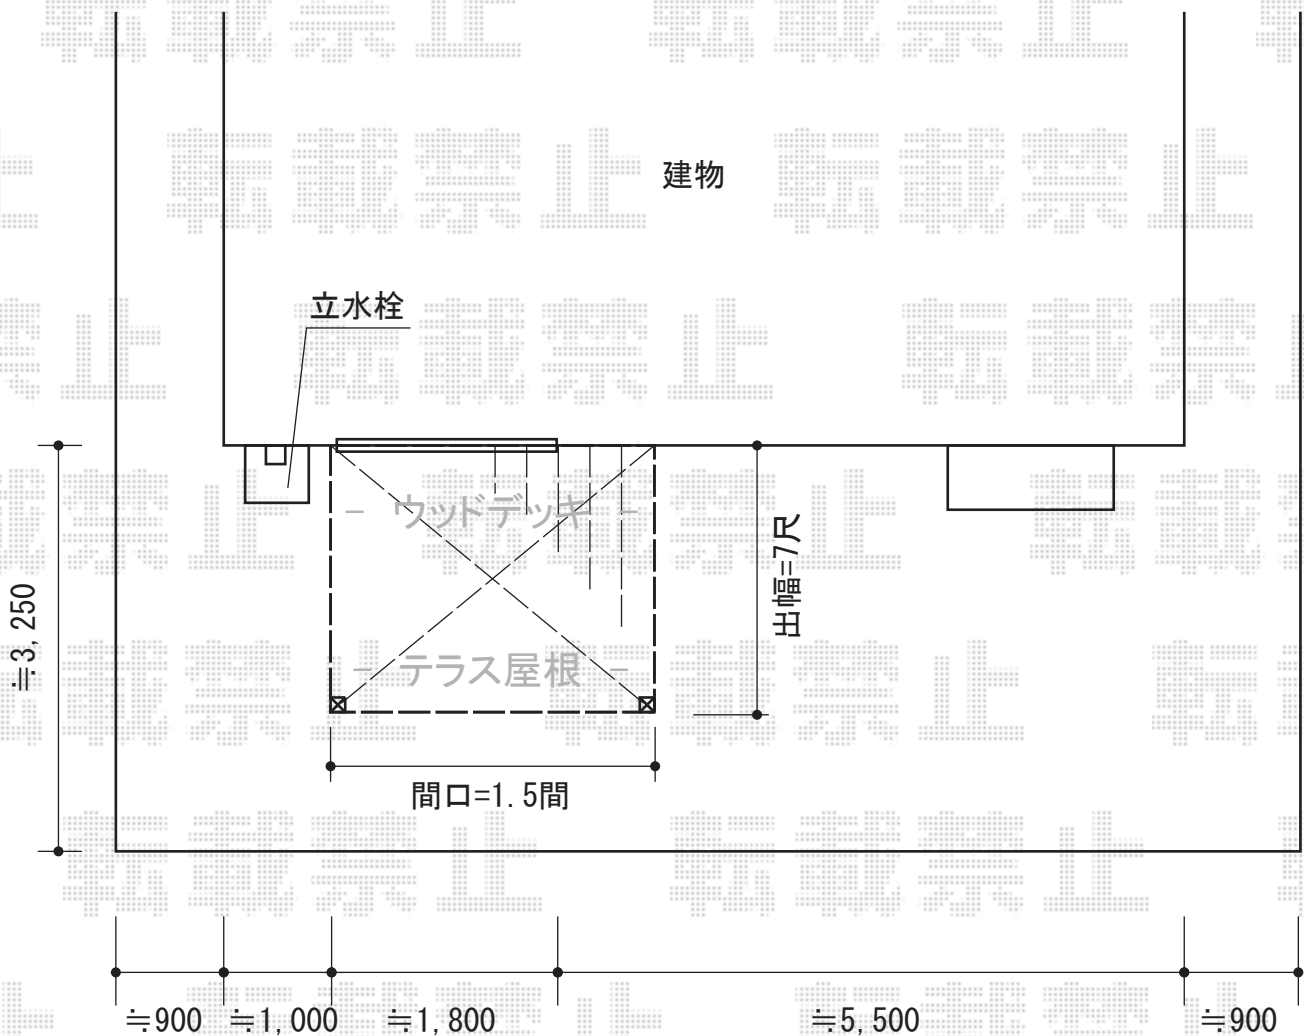 転載禁止
建物
立水栓
ウッドデッキ
出幅=7尺
≒3,250
テラス屋根
間口=1.5間
≒900
≒1,000
≒1,800
≒5,500
≒900